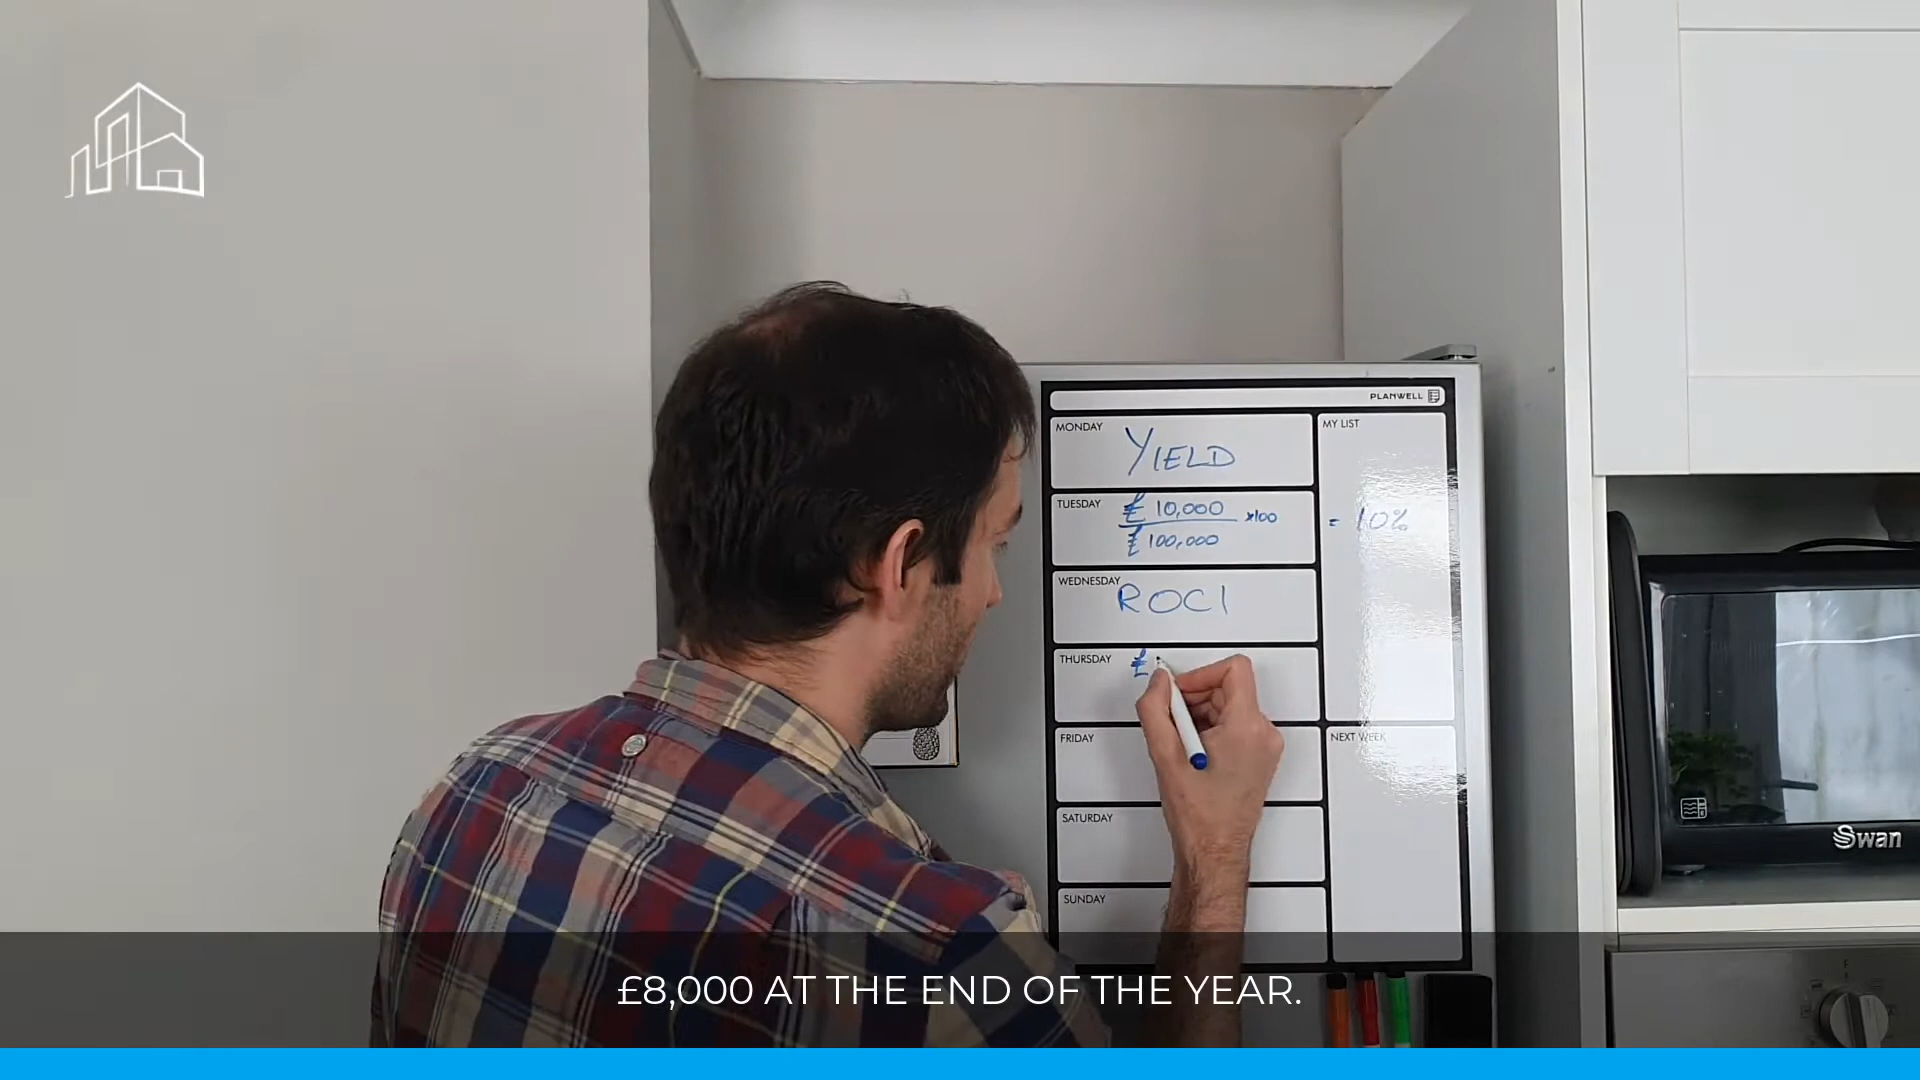 PLANWELL
MONDAY
YIELD
MY LIST
TUESDAY
£ 10,000
£ 100,000
x100
= 10%
WEDNESDAY
ROCI
THURSDAY
£
FRIDAY
NEXT WEEK
SATURDAY
SUNDAY
Swan
£8,000 AT THE END OF THE YEAR.